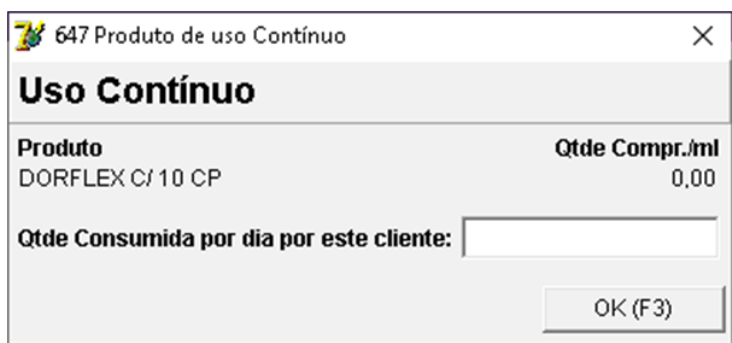 647 Produto de uso Contínuo
Uso Contínuo
Produto Qtde Compr./ml
DORFLEX C/ 10 CP 0,00
Qtde Consumida por dia por este cliente:
OK (F3)